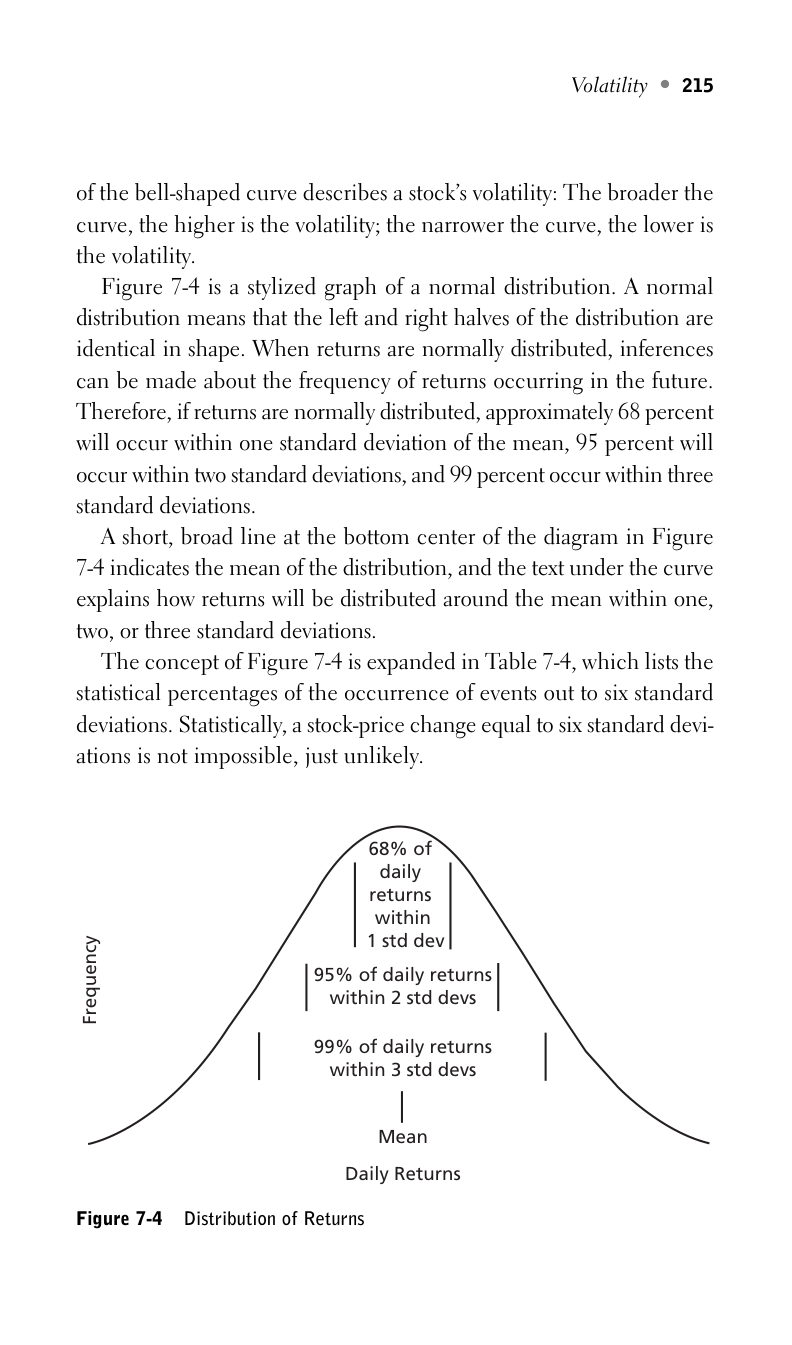 Volatility • 215
of the bell-shaped curve describes a stock’s volatility: The broader the
curve, the higher is the volatility; the narrower the curve, the lower is
the volatility.
Figure 7-4 is a stylized graph of a normal distribution. A normal
distribution means that the left and right halves of the distribution are
identical in shape. When returns are normally distributed, inferences
can be made about the frequency of returns occurring in the future.
Therefore, if returns are normally distributed, approximately 68 percent
will occur within one standard deviation of the mean, 95 percent will
occur within two standard deviations, and 99 percent occur within three
standard deviations.
A short, broad line at the bottom center of the diagram in Figure
7-4 indicates the mean of the distribution, and the text under the curve
explains how returns will be distributed around the mean within one,
two, or three standard deviations.
The concept of Figure 7-4 is expanded in Table 7-4, which lists the
statistical percentages of the occurrence of events out to six standard
deviations. Statistically, a stock-price change equal to six standard devi-
ations is not impossible, just unlikely.
68% of
daily
returns
within
1 std dev
Frequency
95% of daily returns
within 2 std devs
99% of daily returns
within 3 std devs
Mean
Daily Returns
Figure 7-4 Distribution of Returns